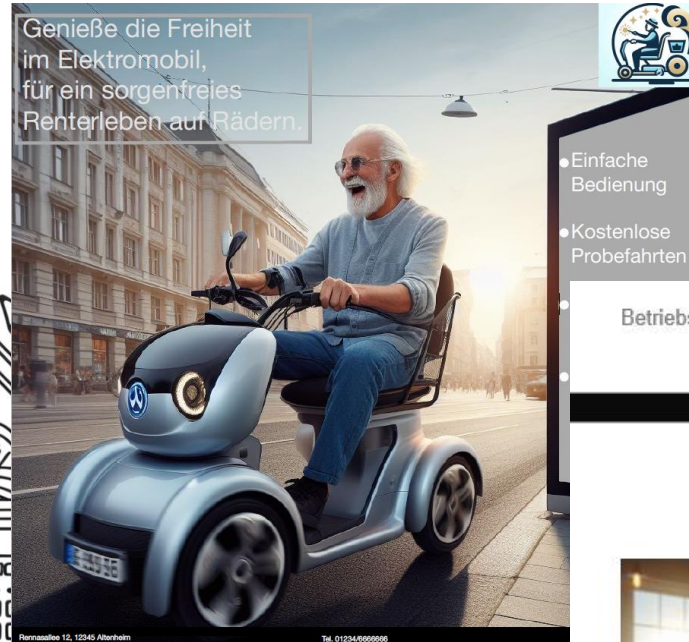 Genieße die Freiheit
im Elektromobil,
für ein sorgenfreies
Renterleben auf Rädern.
Einfache
Bedienung
Kostenlose
Probefahrten
Rennasallee 12, 12345 Altenheim
Tel. 01234/6666666